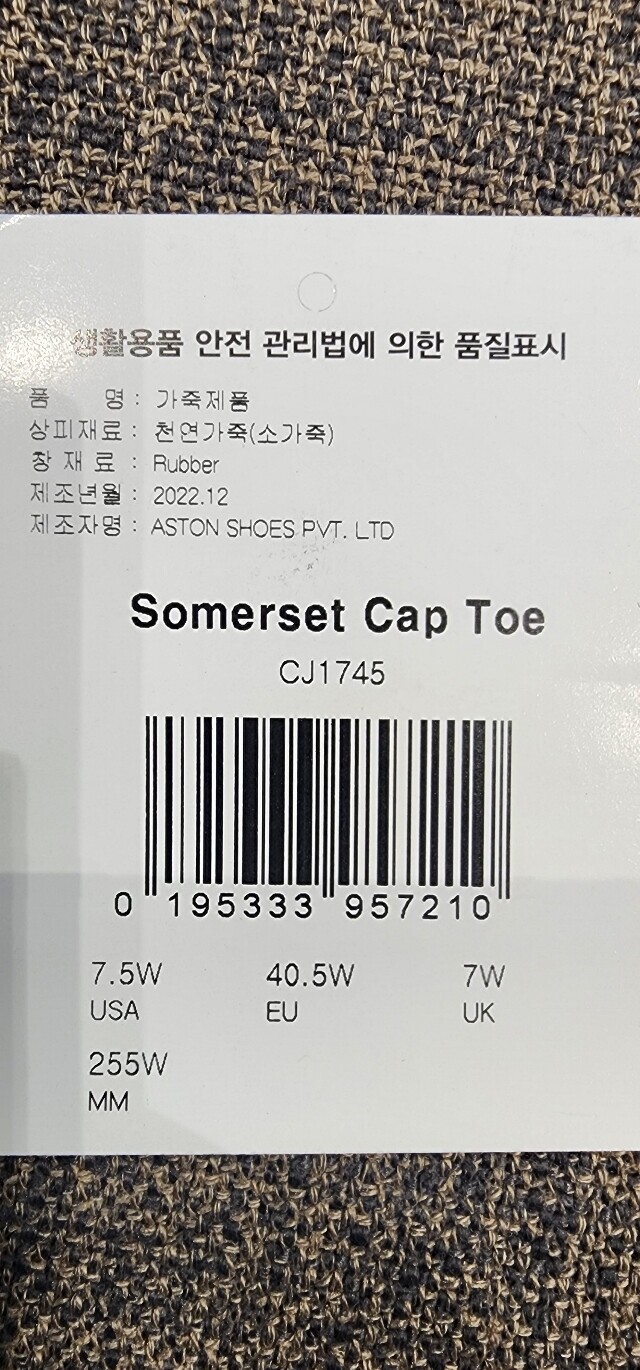 생활용품 안전 관리법에 의한 품질표시
품 명 : 가죽제품
상피재료 : 천연가죽(소가죽)
창 재 료 : Rubber
제조년월 : 2022.12
제조자명 : ASTON SHOES PVT. LTD
Somerset Cap Toe
CJ1745
0 195333 957210
7.5W 40.5W 7W
USA EU UK
255W
MM